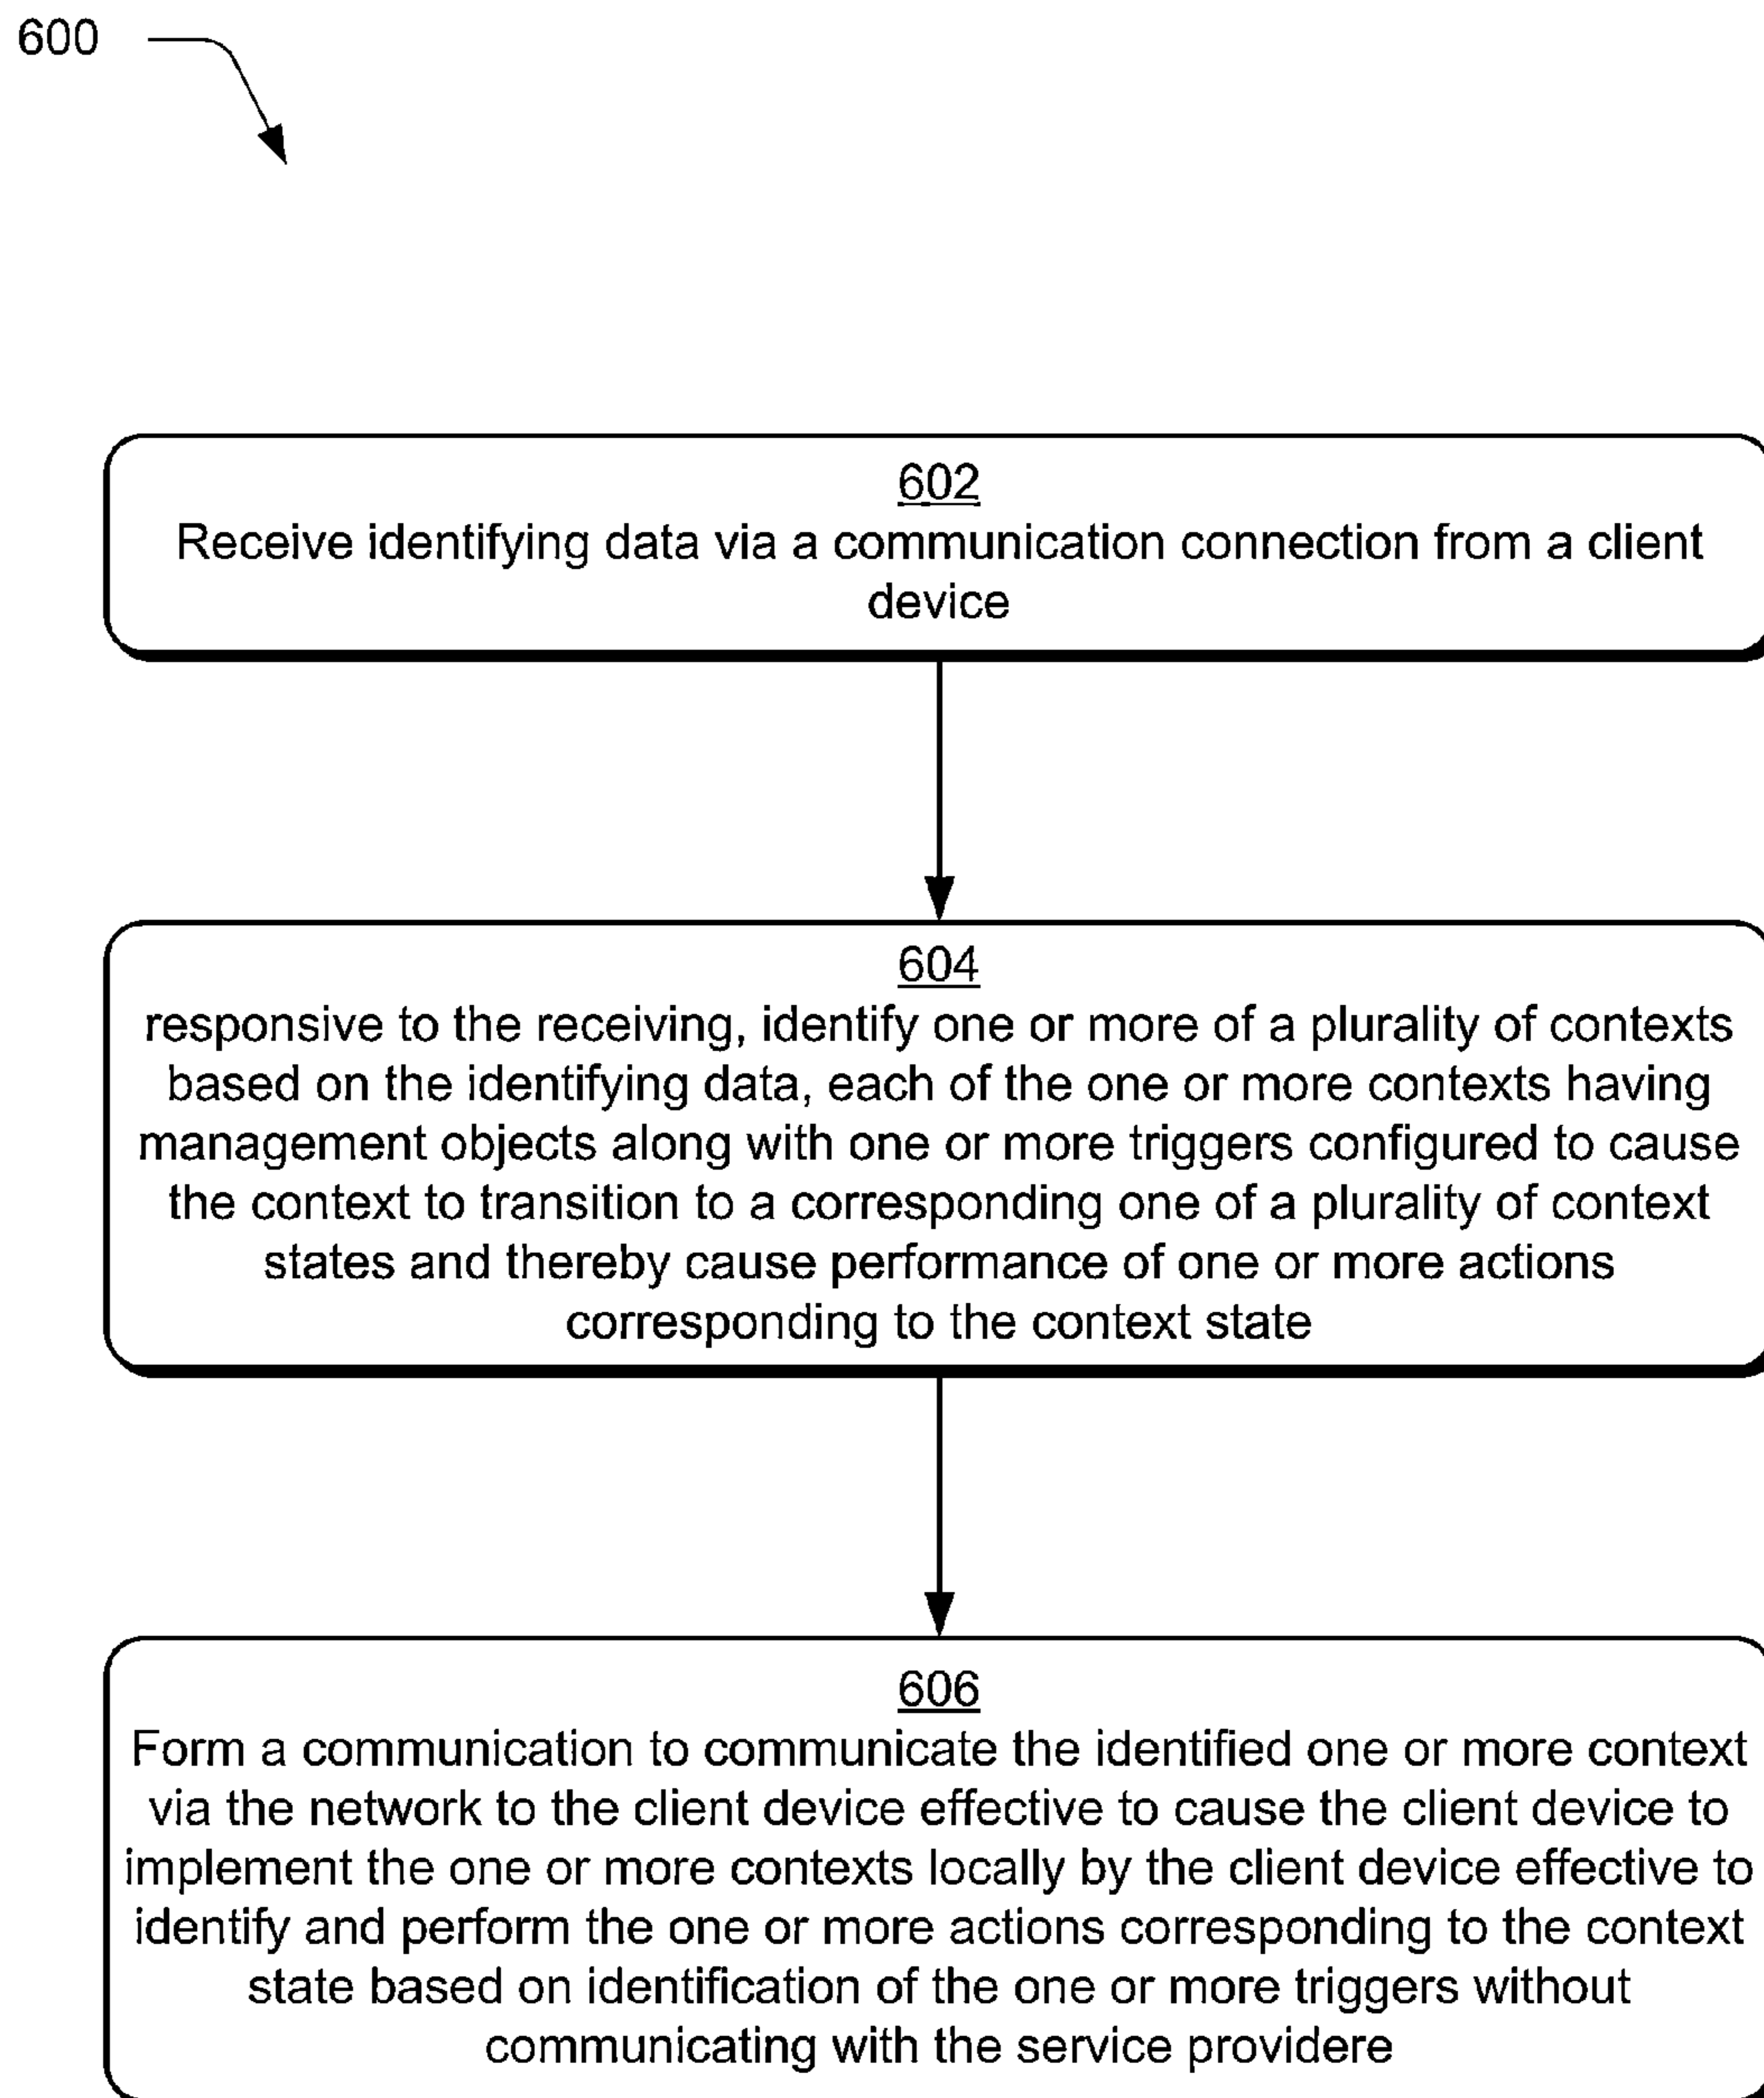 600
602
Receive identifying data via a communication connection from a client
device
604
responsive to the receiving, identify one or more of a plurality of contexts
based on the identifying data, each of the one or more contexts having
management objects along with one or more triggers configured to cause
the context to transition to a corresponding one of a plurality of context
states and thereby cause performance of one or more actions
corresponding to the context state
606
Form a communication to communicate the identified one or more context
via the network to the client device effective to cause the client device to
implement the one or more contexts locally by the client device effective to
identify and perform the one or more actions corresponding to the context
state based on identification of the one or more triggers without
communicating with the service providere